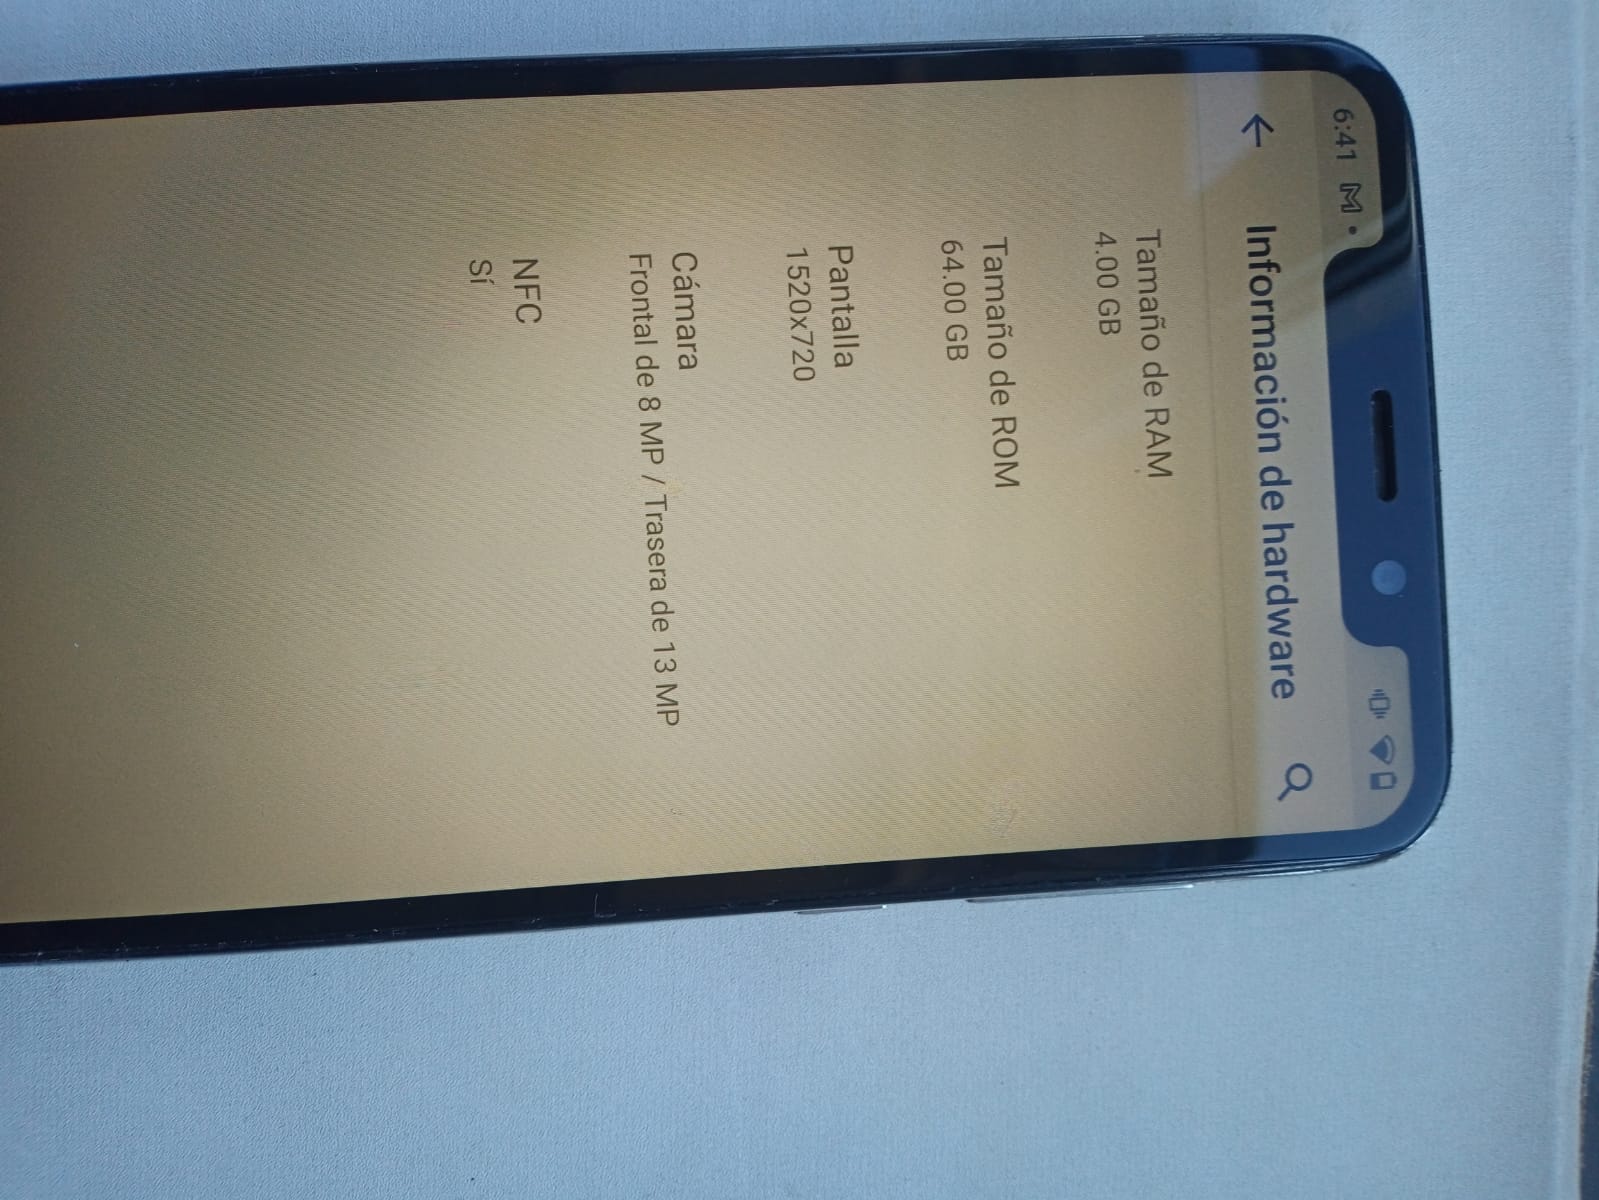 6:41
Información de hardware
Tamaño de RAM
4.00 GB
Tamaño de ROM
64.00 GB
Pantalla
1520x720
Cámara
Frontal de 8 MP / Trasera de 13 MP
NFC
Sí